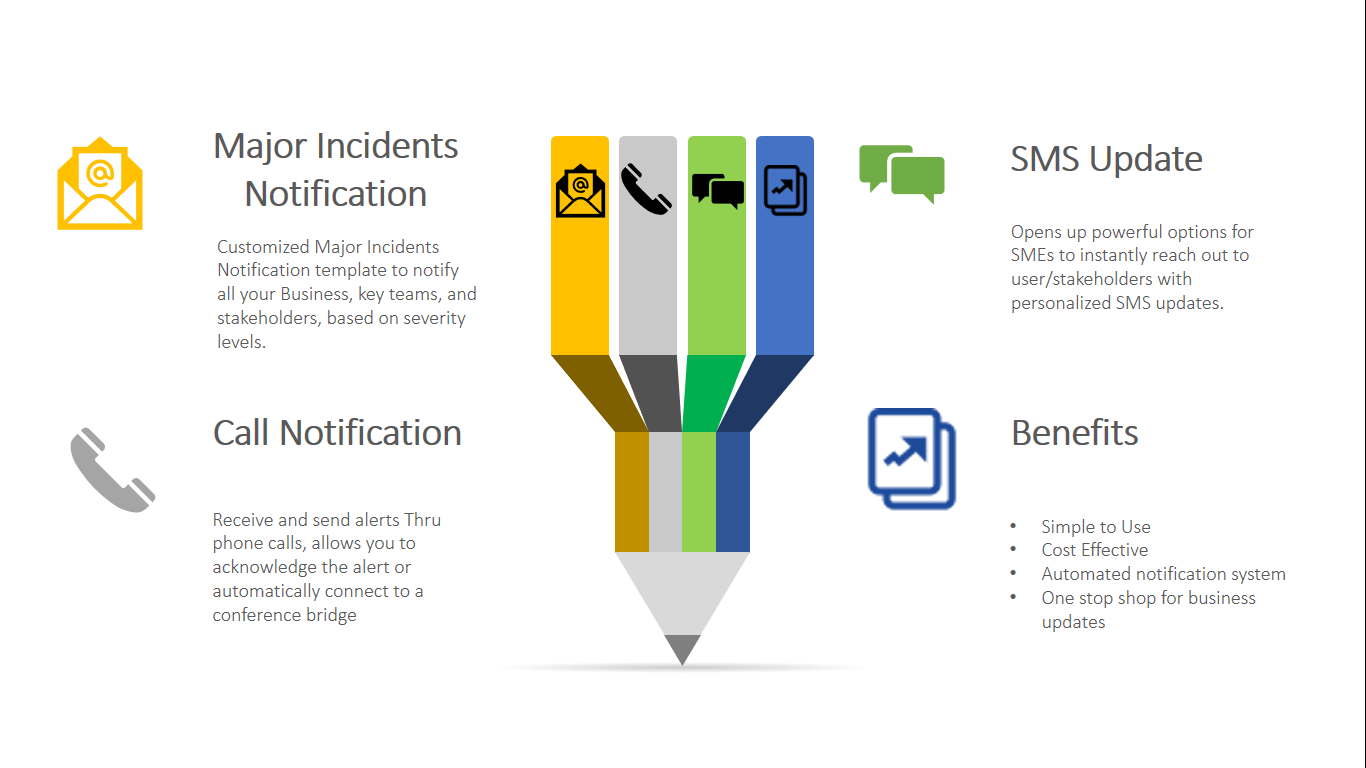 Major Incidents
Notification
Customized Major Incidents
Notification template to notify
all your Business, key teams, and
stakeholders, based on severity
levels.
Call Notification
Receive and send alerts Thru
phone calls, allows you to
acknowledge the alert or
automatically connect to a
conference bridge
@
@
SMS Update
Opens up powerful options for
SMEs to instantly reach out to
user/stakeholders with
personalized SMS updates.
Benefits
• Simple to Use
• Cost Effective
• Automated notification system
• One stop shop for business
updates